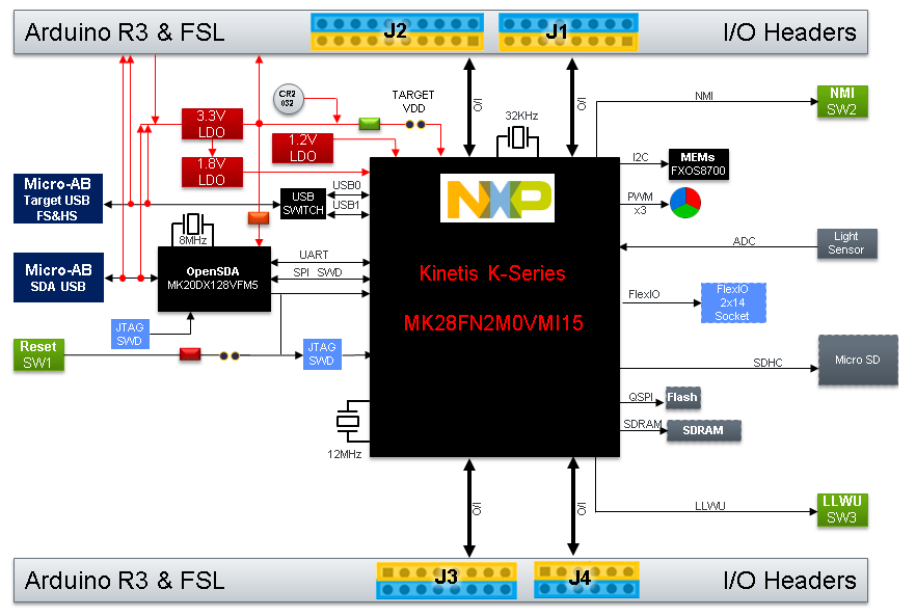 Arduino R3 & FSL
J2
J1
I/O Headers
CR2
032
TARGET
VDD
32KHz
I/O
I/O
NMI
NMI
SW2
3.3V
LDO
1.2V
LDO
1.8V
LDO
I2C
MEMs
FXOS8700
Micro-AB
Target USB
FS&HS
USB
SWITCH
USB0
USB1
NXP
PWM
x3
8MHz
ADC
Light
Sensor
Micro-AB
SDA USB
OpenSDA
MK20DX128VFM5
UART
SPI SWD
Kinetis K-Series
MK28FN2M0VMI15
FlexIO
FlexIO
2x14
Socket
JTAG
SWD
Reset
SW1
JTAG
SWD
SDHC
Micro SD
QSPI
Flash
SDRAM
SDRAM
12MHz
I/O
I/O
LLWU
LLWU
SW3
Arduino R3 & FSL
J3
J4
I/O Headers